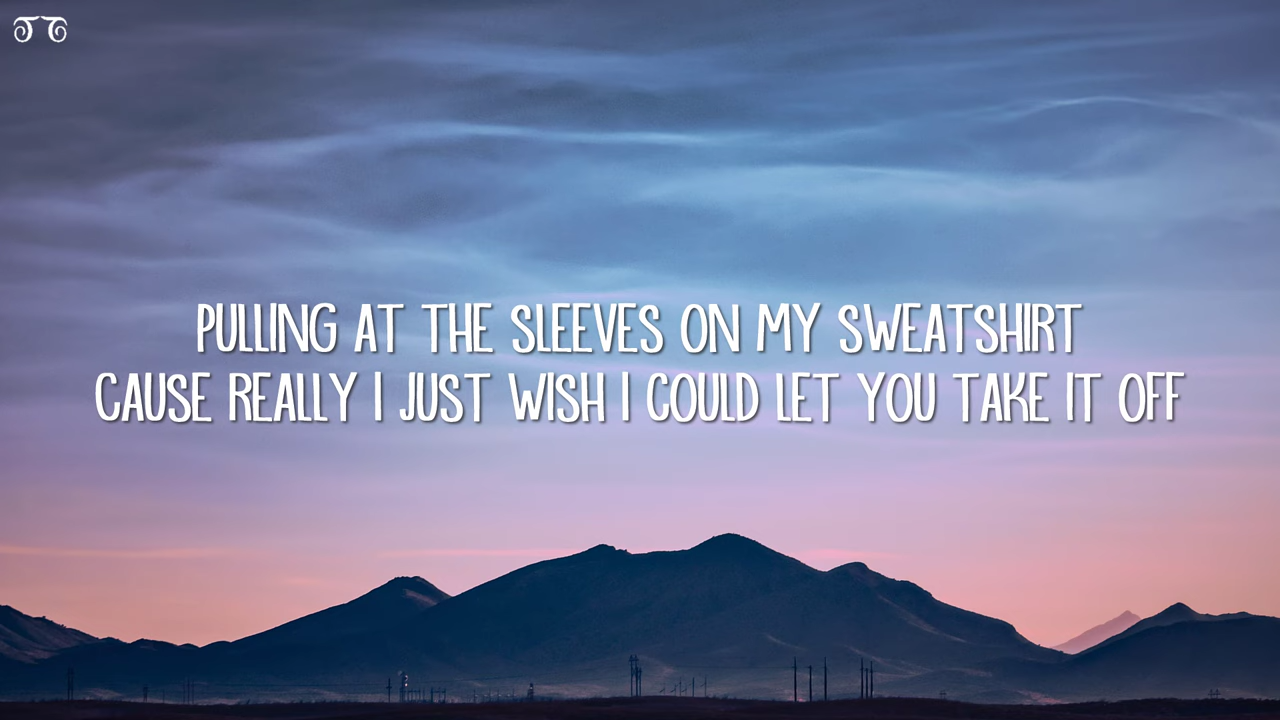 PULLING AT THE SLEEVES ON MY SWEATSHIRT
CAUSE REALLY I JUST WISH I COULD LET YOU TAKE IT OFF